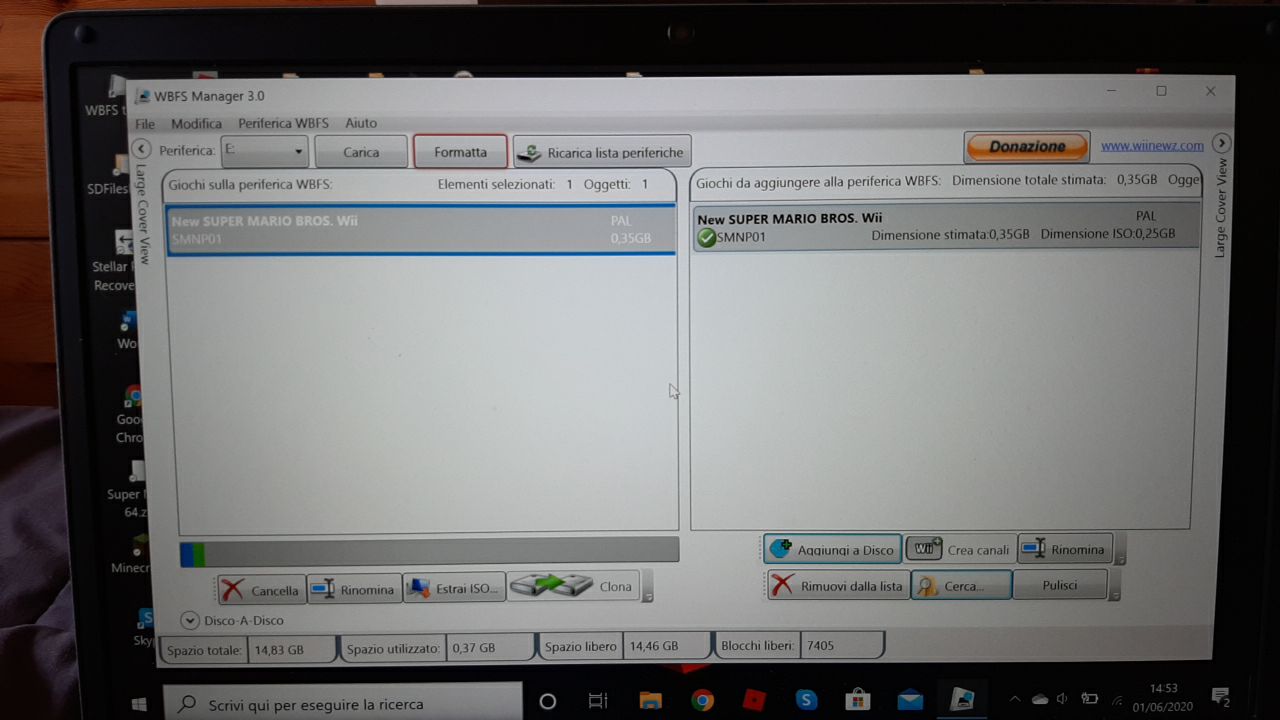 WBFS Manager 3.0
File Modifica Periferica WBFS Aiuto
Periferica: E: Carica Formatta Ricarica lista periferiche Donazione www.wiinewz.com
Large Cover View
Giochi sulla periferica WBFS: Elementi selezionati: 1 Oggetti: 1
New SUPER MARIO BROS. Wii PAL
SMNP01 0,35GB
Giochi da aggiungere alla periferica WBFS: Dimensione totale stimata: 0,35GB Ogge
New SUPER MARIO BROS. Wii PAL
SMNP01 Dimensione stimata:0,35GB Dimensione ISO:0,25GB
Large Cover View
Cancella Rinomina Estrai ISO... Clona
Aggiungi a Disco Wii Crea canali Rinomina
Rimuovi dalla lista Cerca... Pulisci
Disco-A-Disco
Spazio totale: 14,83 GB Spazio utilizzato: 0,37 GB Spazio libero 14,46 GB Blocchi liberi: 7405
WBFS t
SDFiles
Stellar
Recove
Wo
Goo
Chro
Super
64.z
Minec
Sky
Scrivi qui per eseguire la ricerca
14:53
01/06/2020
2